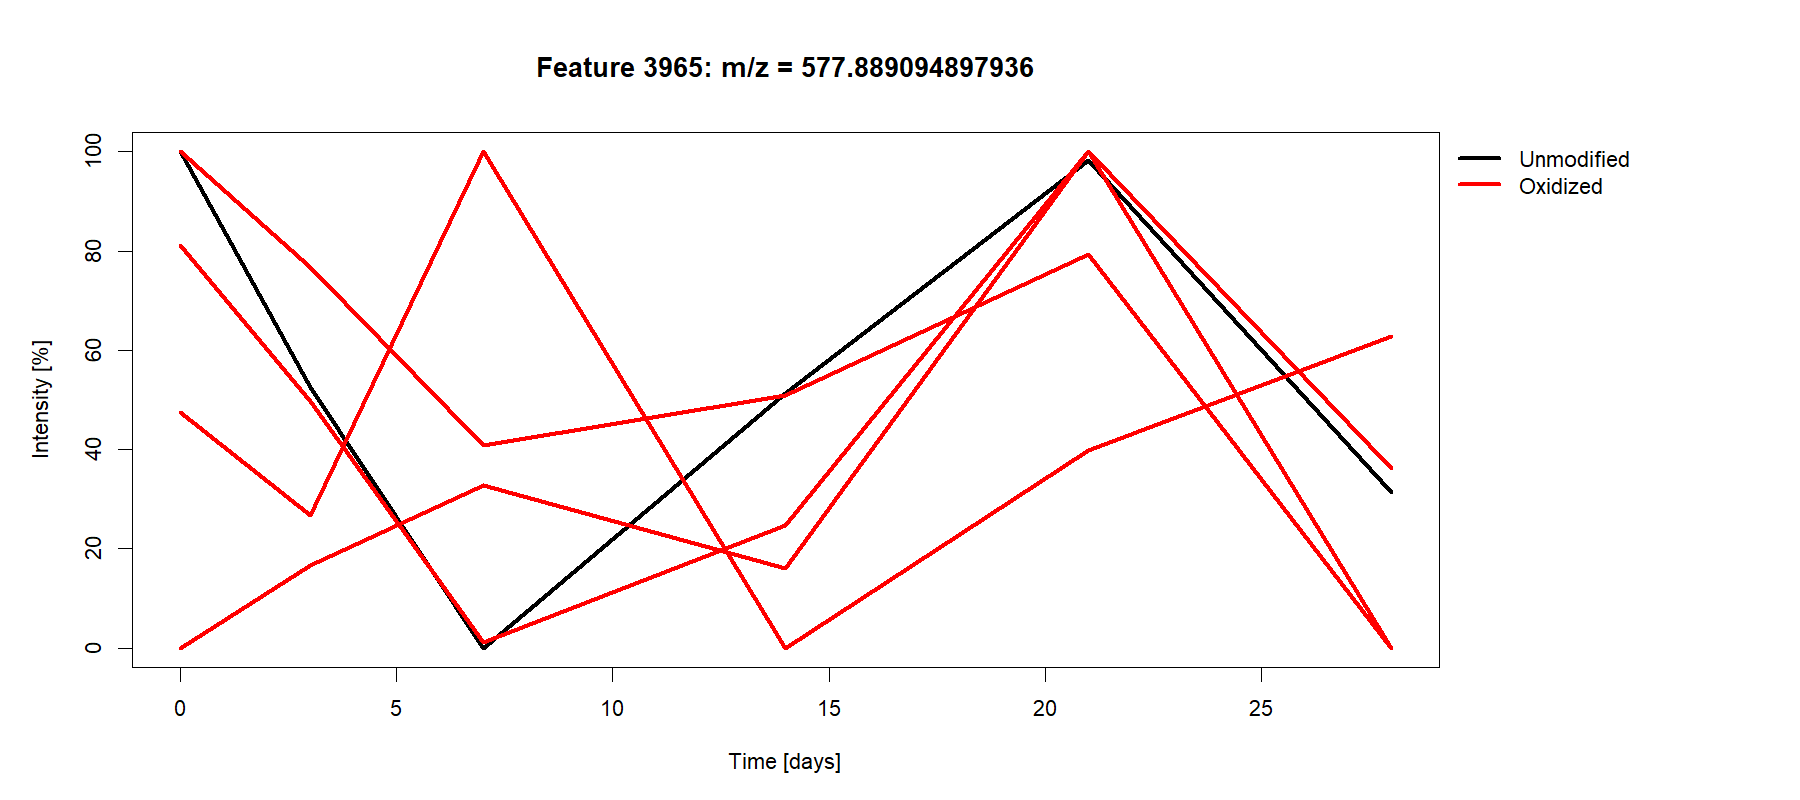 Feature 3965: m/z = 577.889094897936
Unmodified
Oxidized
Intensity [%]
100
80
60
40
20
0
0 5 10 15 20 25
Time [days]